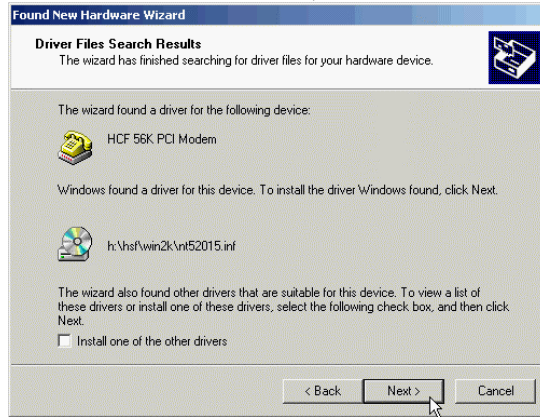 Found New Hardware Wizard
Driver Files Search Results
The wizard has finished searching for driver files for your hardware device.
The wizard found a driver for the following device:
HCF 56K PCI Modem
Windows found a driver for this device. To install the driver Windows found, click Next.
h:\hsf\win2k\nt52015.inf
The wizard also found other drivers that are suitable for this device. To view a list of
these drivers or install one of these drivers, select the following check box, and then click
Next.
Install one of the other drivers
< Back Next > Cancel